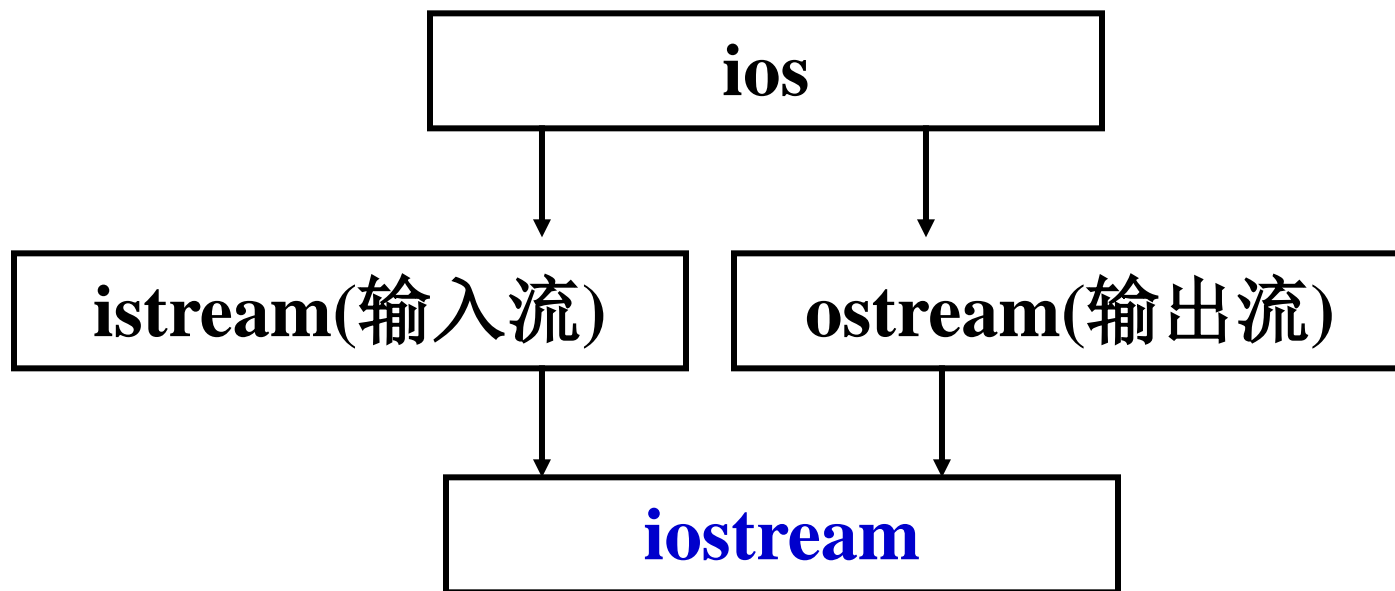 ios
istream(输入流)
ostream(输出流)
iostream